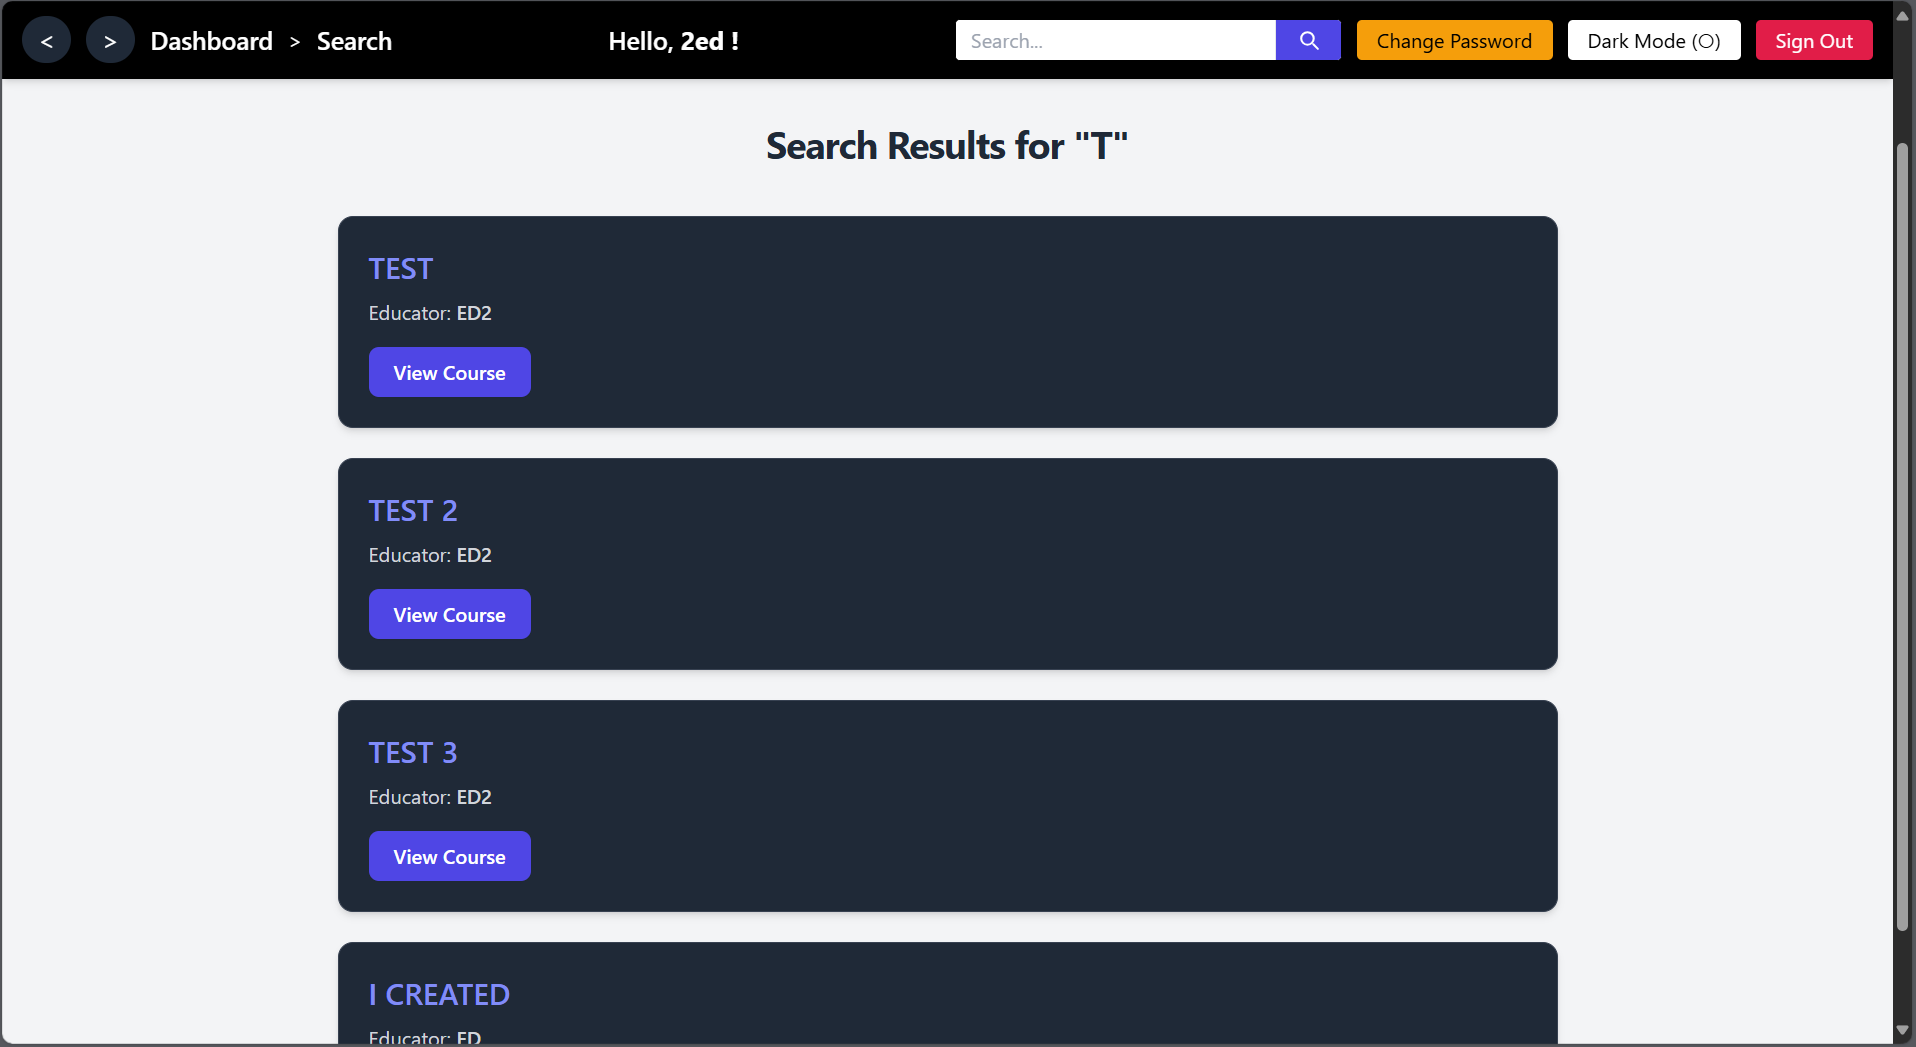 < > Dashboard > Search Hello, 2ed ! Search... Change Password Dark Mode (O) Sign Out
Search Results for "T"
TEST
Educator: ED2
View Course
TEST 2
Educator: ED2
View Course
TEST 3
Educator: ED2
View Course
I CREATED
Educator: ED